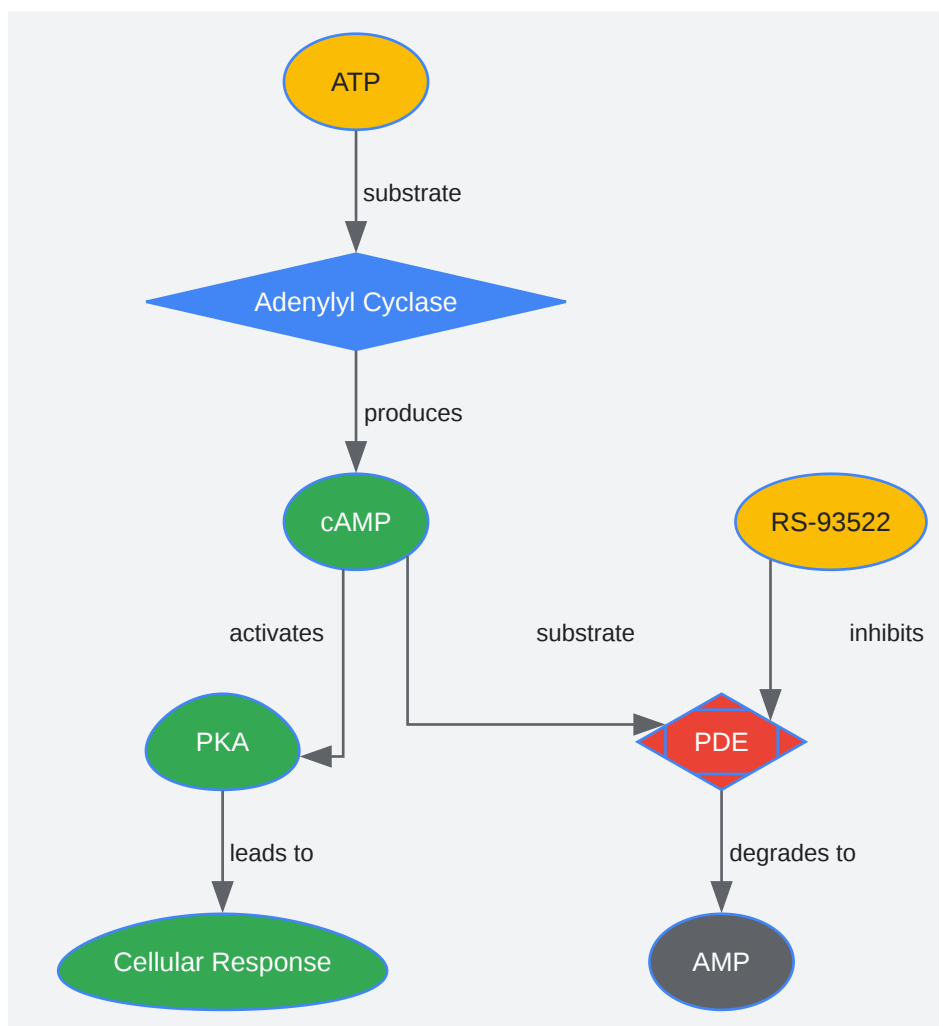 ATP
substrate
Adenylyl Cyclase
produces
cAMP
RS-93522
activates
substrate
inhibits
PKA
PDE
leads to
degrades to
Cellular Response
AMP